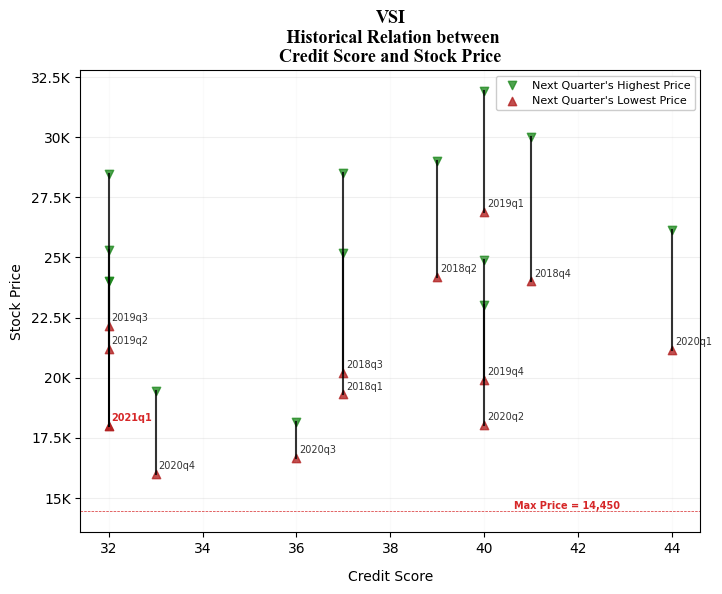 VSI
Historical Relation between
Credit Score and Stock Price
Next Quarter's Highest Price
Next Quarter's Lowest Price
Stock Price
32.5K
30K
27.5K
25K
22.5K
20K
17.5K
15K
2019q1
2018q2
2018q4
2019q3
2019q2
2020q1
2018q3
2019q4
2018q1
2021q1
2020q2
2020q3
2020q4
Max Price = 14,450
32
34
36
38
40
42
44
Credit Score